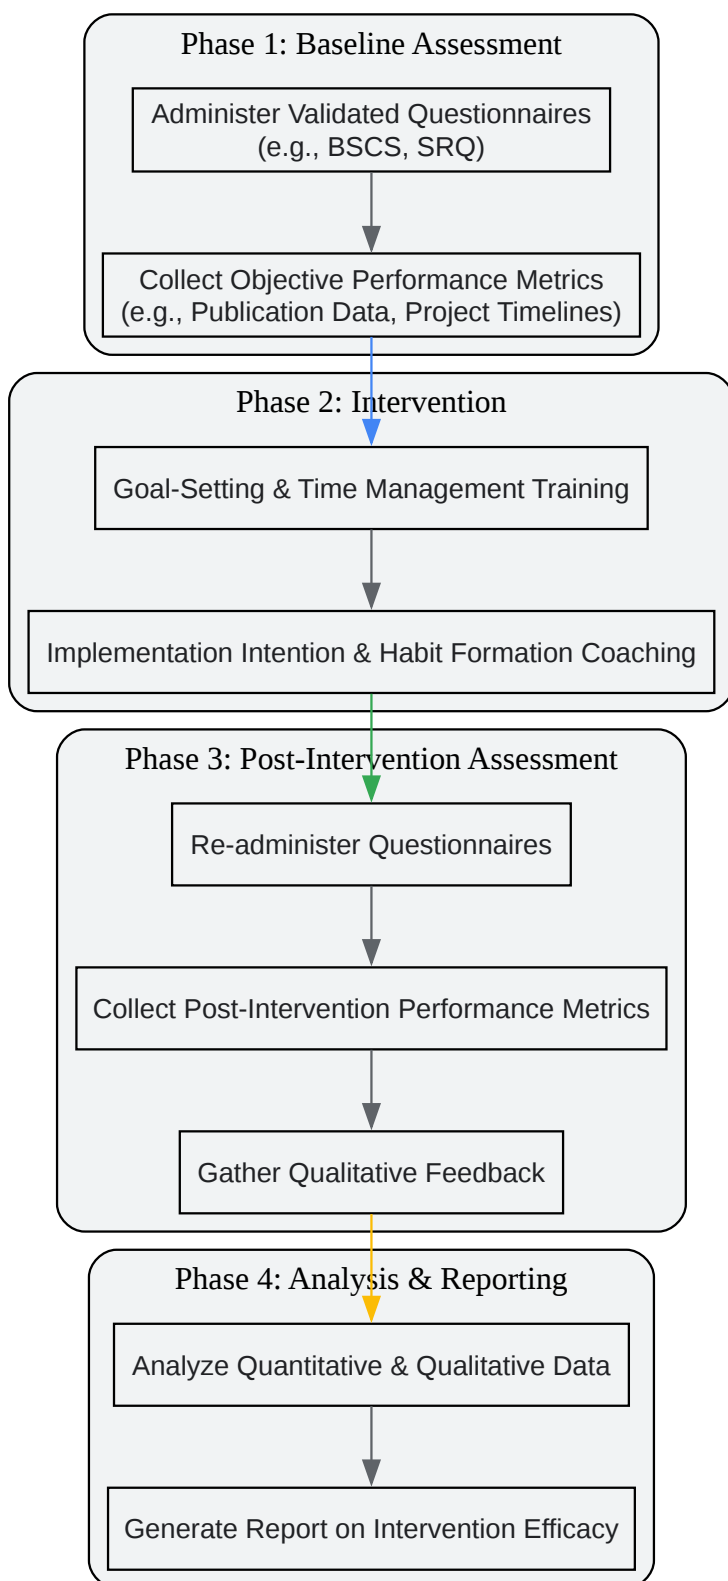 Phase 1: Baseline Assessment
Administer Validated Questionnaires
(e.g., BSCS, SRQ)
Collect Objective Performance Metrics
(e.g., Publication Data, Project Timelines)
Phase 2: Intervention
Goal-Setting & Time Management Training
Implementation Intention & Habit Formation Coaching
Phase 3: Post-Intervention Assessment
Re-administer Questionnaires
Collect Post-Intervention Performance Metrics
Gather Qualitative Feedback
Phase 4: Analysis & Reporting
Analyze Quantitative & Qualitative Data
Generate Report on Intervention Efficacy